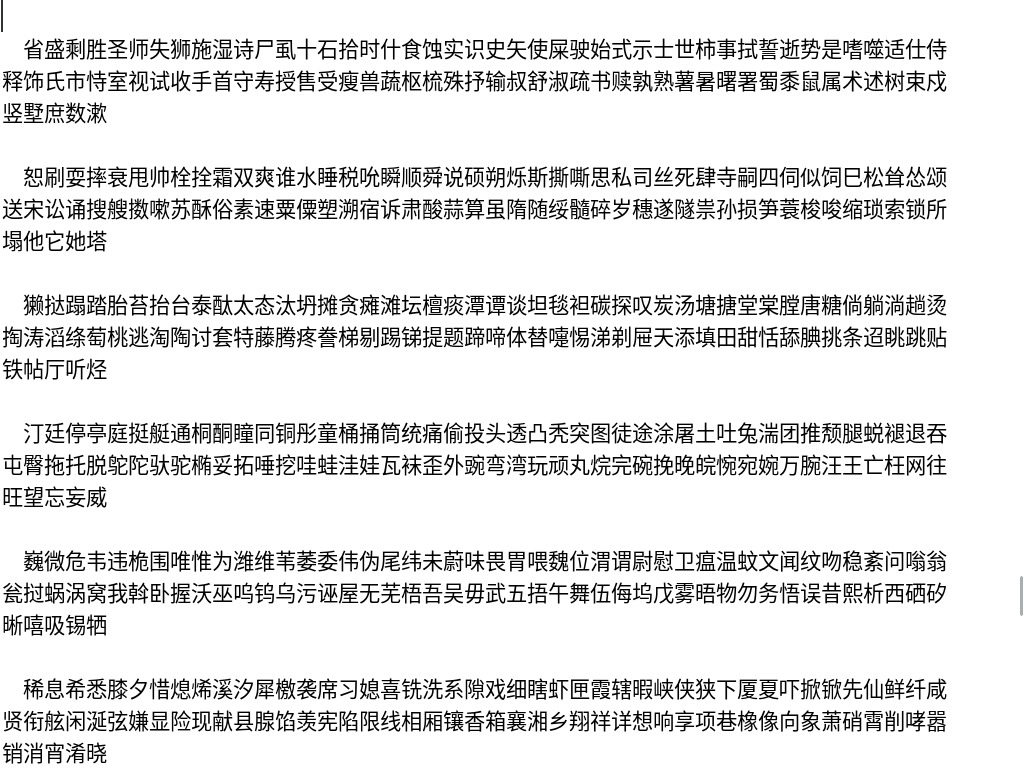 省盛剩胜圣师失狮施湿诗尸虱十石拾时什食蚀实识史矢使屎驶始式示士世柿事拭誓逝势是嗜噬适仕侍
释饰氏市恃室视试收手首守寿授售受瘦兽蔬枢梳殊抒输叔舒淑疏书赎孰熟薯暑曙署蜀黍鼠属术述树束戍
竖墅庶数漱
恕刷耍摔衰甩帅栓拴霜双爽谁水睡税吮瞬顺舜说硕朔烁斯撕嘶思私司丝死肆寺嗣四伺似饲巳松耸怂颂
送宋讼诵搜艘擞嗽苏酥俗素速粟僳塑溯宿诉肃酸蒜算虽隋随绥髓碎岁穗遂隧祟孙损笋蓑梭唆缩琐索锁所
塌他它她塔
獭挞蹋踏胎苔抬台泰酞太态汰坍摊贪瘫滩坛檀痰潭谭谈坦毯袒碳探叹炭汤塘搪堂棠膛唐糖倘躺淌趟烫
掏涛滔绦萄桃逃淘陶讨套特藤腾疼誊梯剔踢锑提题蹄啼体替嚏惕涕剃屉天添填田甜恬舔腆挑条迢眺跳贴
铁帖厅听烃
汀廷停亭庭挺艇通桐酮瞳同铜彤童桶捅筒统痛偷投头透凸秃突图徒途涂屠土吐兔湍团推颓腿蜕褪退吞
屯臀拖托脱鸵陀驮驼椭妥拓唾挖哇蛙洼娃瓦袜歪外豌弯湾玩顽丸烷完碗挽晚皖惋宛婉万腕汪王亡枉网往
旺望忘妄威
巍微危韦违桅围唯惟为潍维苇萎委伟伪尾纬未蔚味畏胃喂魏位渭谓尉慰卫瘟温蚊文闻纹吻稳紊问嗡翁
瓮挝蜗涡窝我斡卧握沃巫呜钨乌污诬屋无芜梧吾吴毋武五捂午舞伍侮坞戊雾晤物勿务悟误昔熙析西硒矽
晰嘻吸锡牺
稀息希悉膝夕惜熄烯溪汐犀檄袭席习媳喜铣洗系隙戏细瞎虾匣霞辖暇峡侠狭下厦夏吓掀锨先仙鲜纤咸
贤衔舷闲涎弦嫌显险现献县腺馅羡宪陷限线相厢镶香箱襄湘乡翔祥详想响享项巷橡像向象萧硝霄削哮嚣
销消宵淆晓